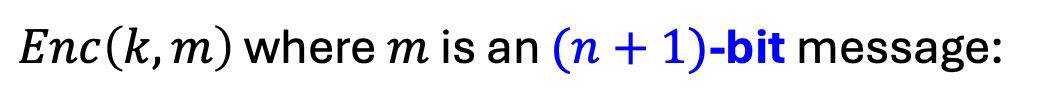 Enc(k, m) where m is an (n + 1)-bit message: